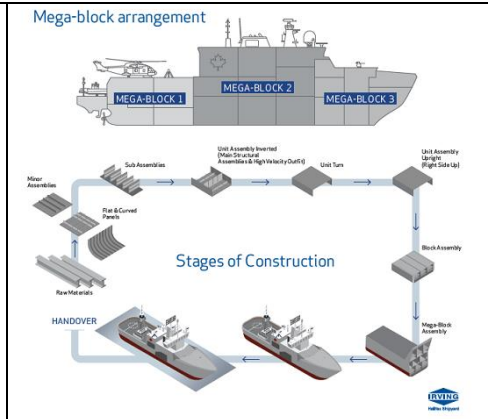 Mega-block arrangement
MEGA-BLOCK 1
MEGA-BLOCK 2
MEGA-BLOCK 3
Sub Assemblies
Unit Assembly Inverted
(Main Structural
Assemblies & High Velocity Outfit)
Unit Turn
Unit Assembly
Upright
(Right Side Up)
Minor
Assemblies
Flat & Curved
Panels
Raw Materials
Stages of Construction
Block Assembly
Mega-Block
Assembly
HANDOVER
IRVING
Halifax Shipyard